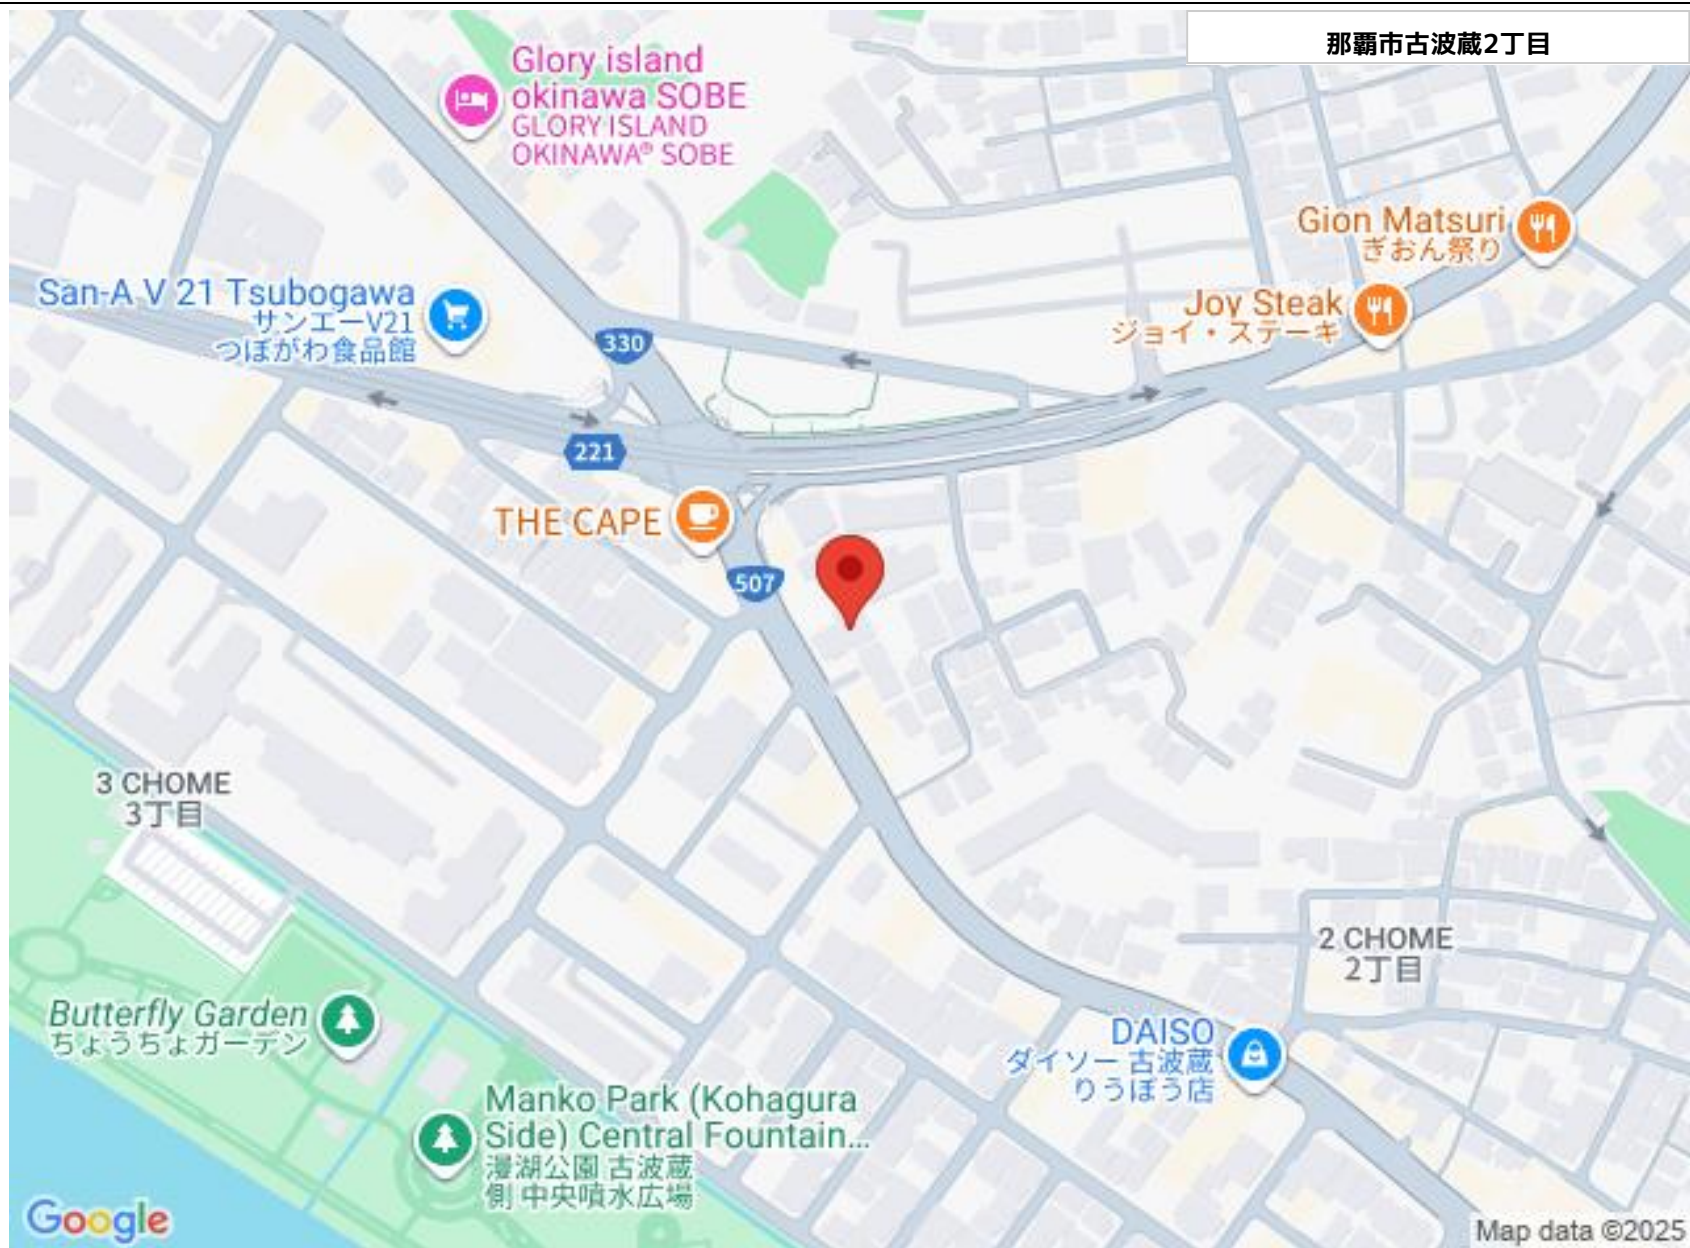 那覇市古波蔵2丁目
Glory island
okinawa SOBE
GLORY ISLAND
OKINAWA® SOBE
Gion Matsuri
ぎおん祭り
San-A V 21 Tsubogawa
サンエーV21
つぼがわ食品館
Joy Steak
ジョイ・ステーキ
330
221
THE CAPE
507
3 CHOME
3丁目
2 CHOME
2丁目
Butterfly Garden
ちょうちょガーデン
DAISO
ダイソー 古波蔵
りうぼう店
Manko Park (Kohagura
Side) Central Fountain...
漫湖公園 古波蔵
側 中央噴水広場
Google
Map data ©2025